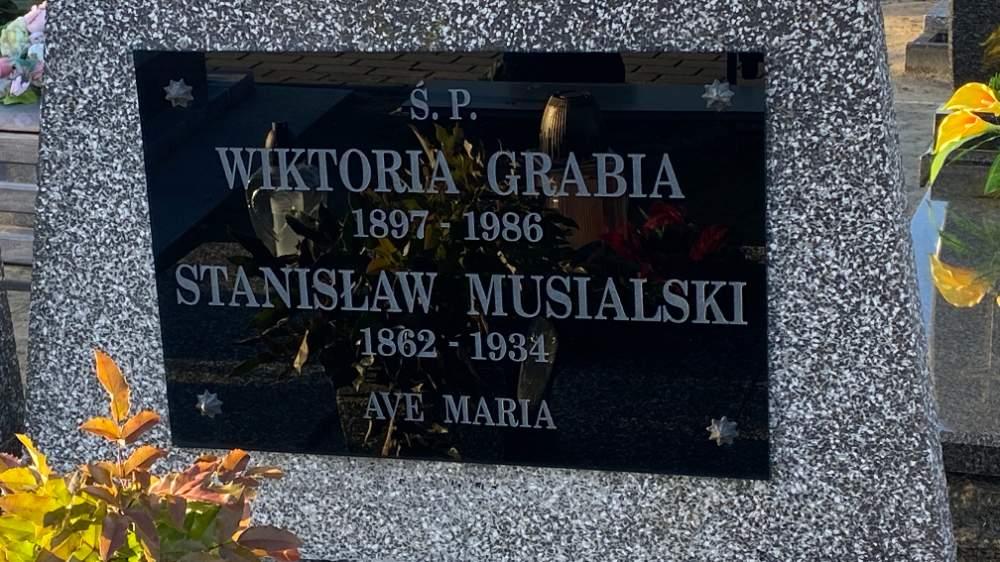 Ś. P.
WIKTORIA GRABIA
1897 - 1986
STANISŁAW MUSIALSKI
1862 - 1934
AVE MARIA